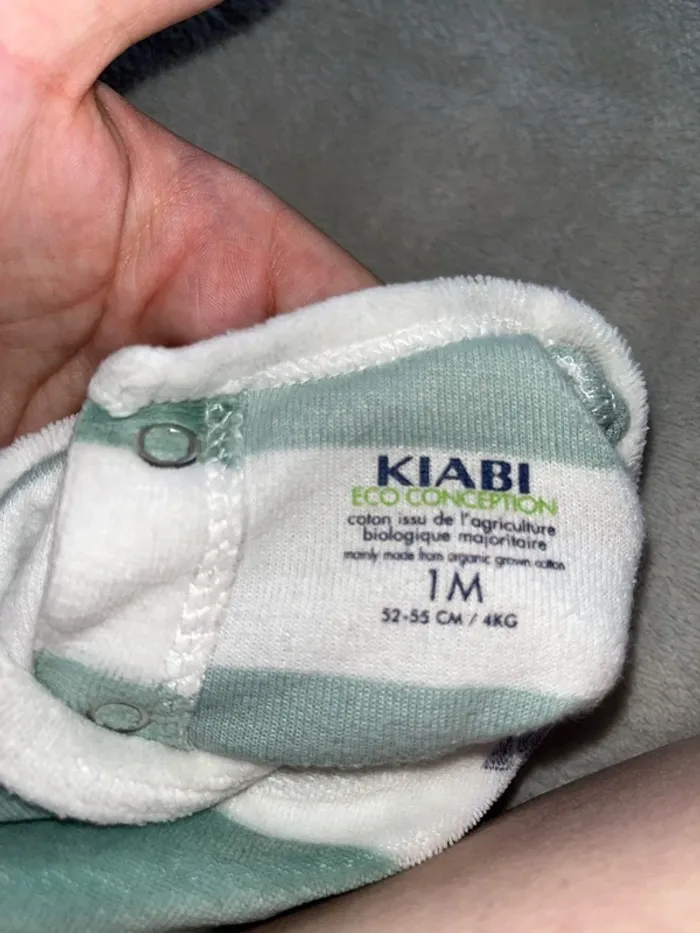 KIABI
ECO CONCEPTION
coton issu de l'agriculture
biologique majoritaire
mainly made from organic grown cotton
1M
52-55 CM / 4KG